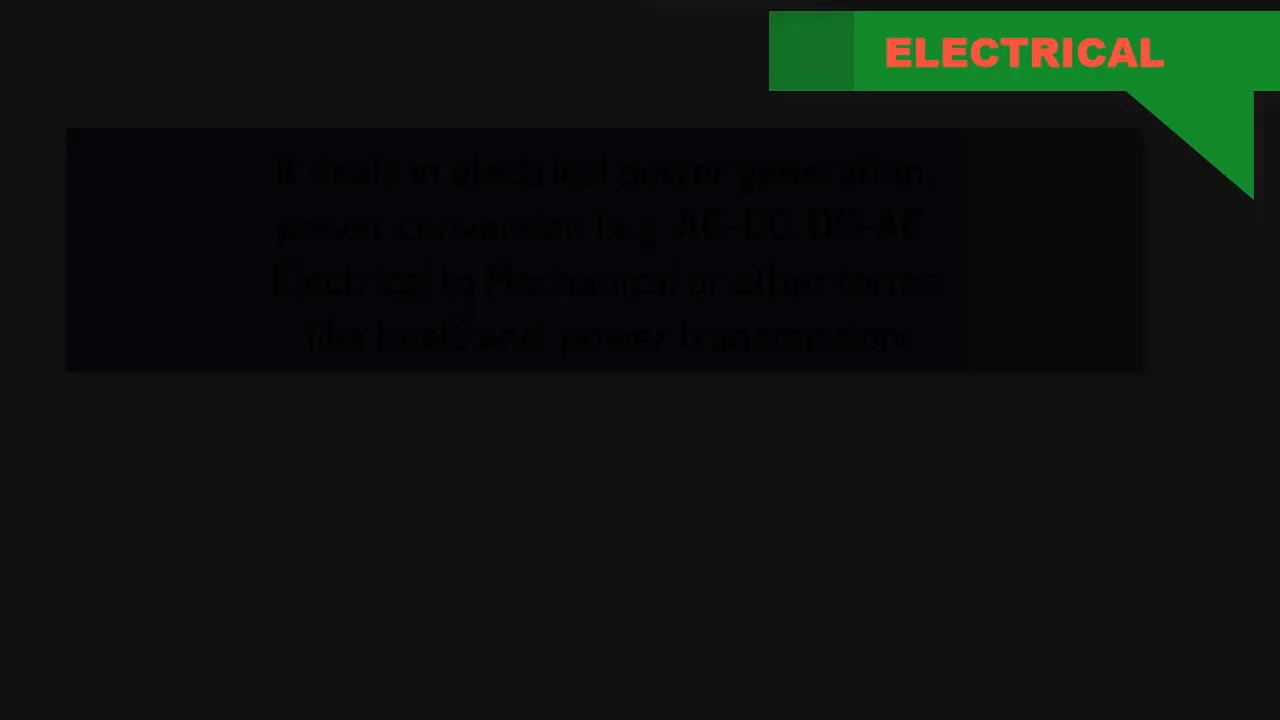 ELECTRICAL
It deals in electrical power generation,
power conversion (e.g. AC-DC, DC-AC,
Electrical to Mechanical or other forms
like heat) and power transmission.